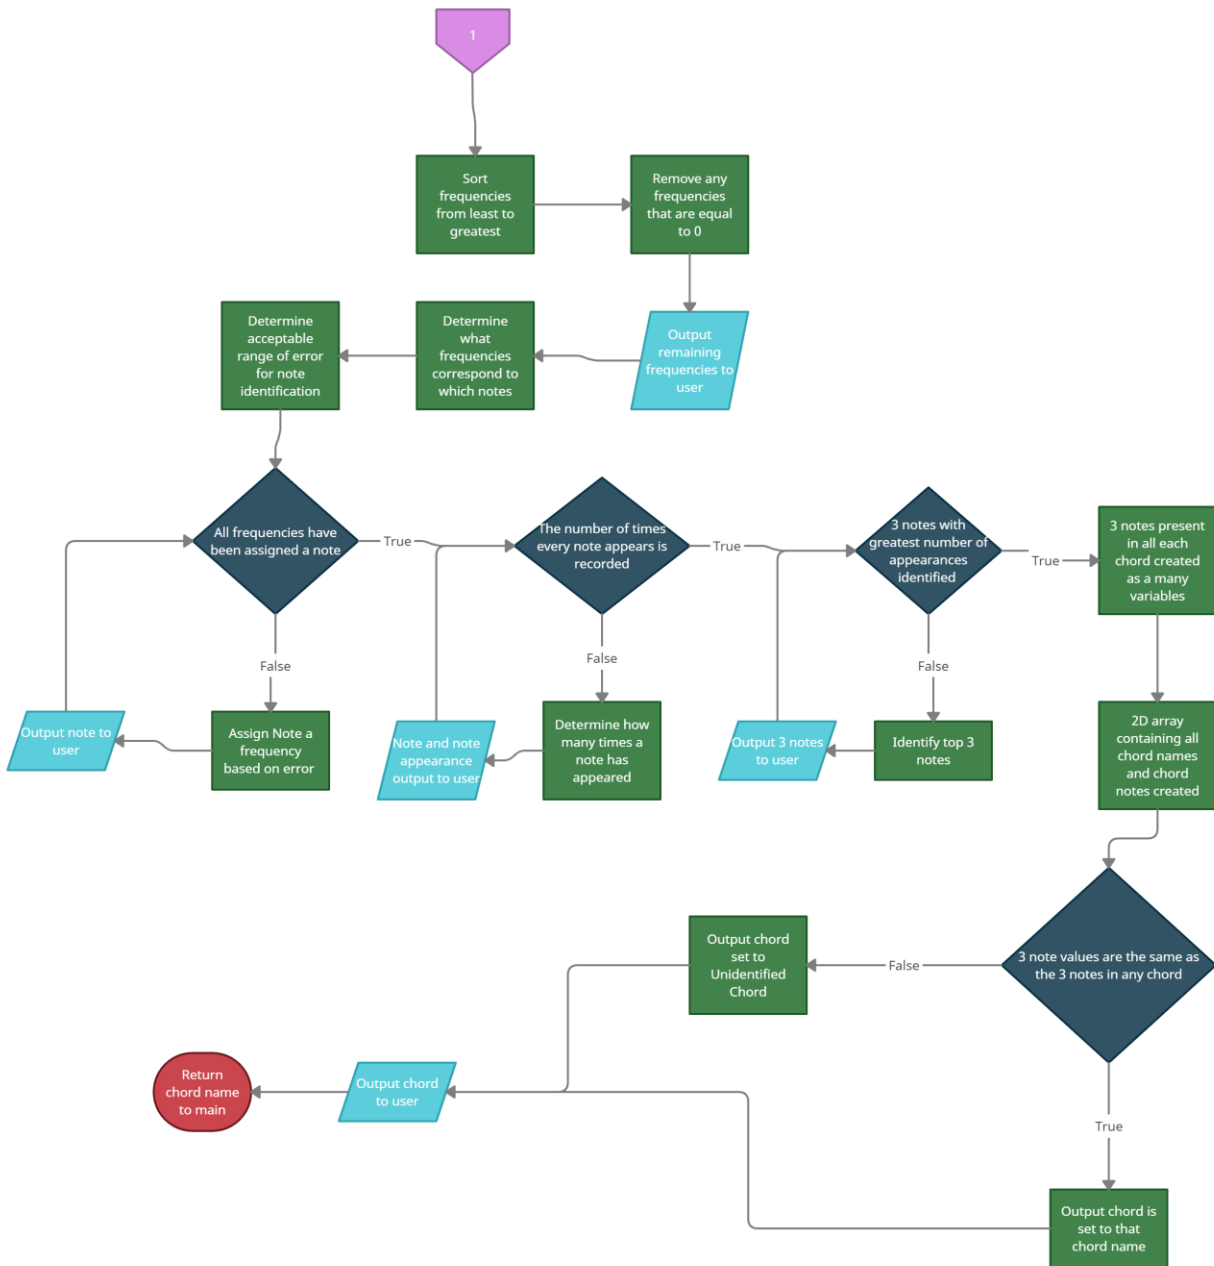 1
Sort
frequencies
from least to
greatest
Remove any
frequencies
that are equal
to 0
Output
remaining
frequencies to
user
Determine
what
frequencies
correspond to
which notes
Determine
acceptable
range of error
for note
identification
All frequencies have
been assigned a note
True
False
Assign Note a
frequency
based on error
Output note to
user
The number of times
every note appears is
recorded
True
False
Determine how
many times a
note has
appeared
Note and note
appearance
output to user
3 notes with
greatest number of
appearances
identified
True
False
Identify top 3
notes
Output 3 notes
to user
3 notes present
in all each
chord created
as a many
variables
2D array
containing all
chord names
and chord
notes created
3 note values are the same as
the 3 notes in any chord
False
Output chord
set to
Unidentified
Chord
True
Output chord is
set to that
chord name
Output chord
to user
Return
chord name
to main